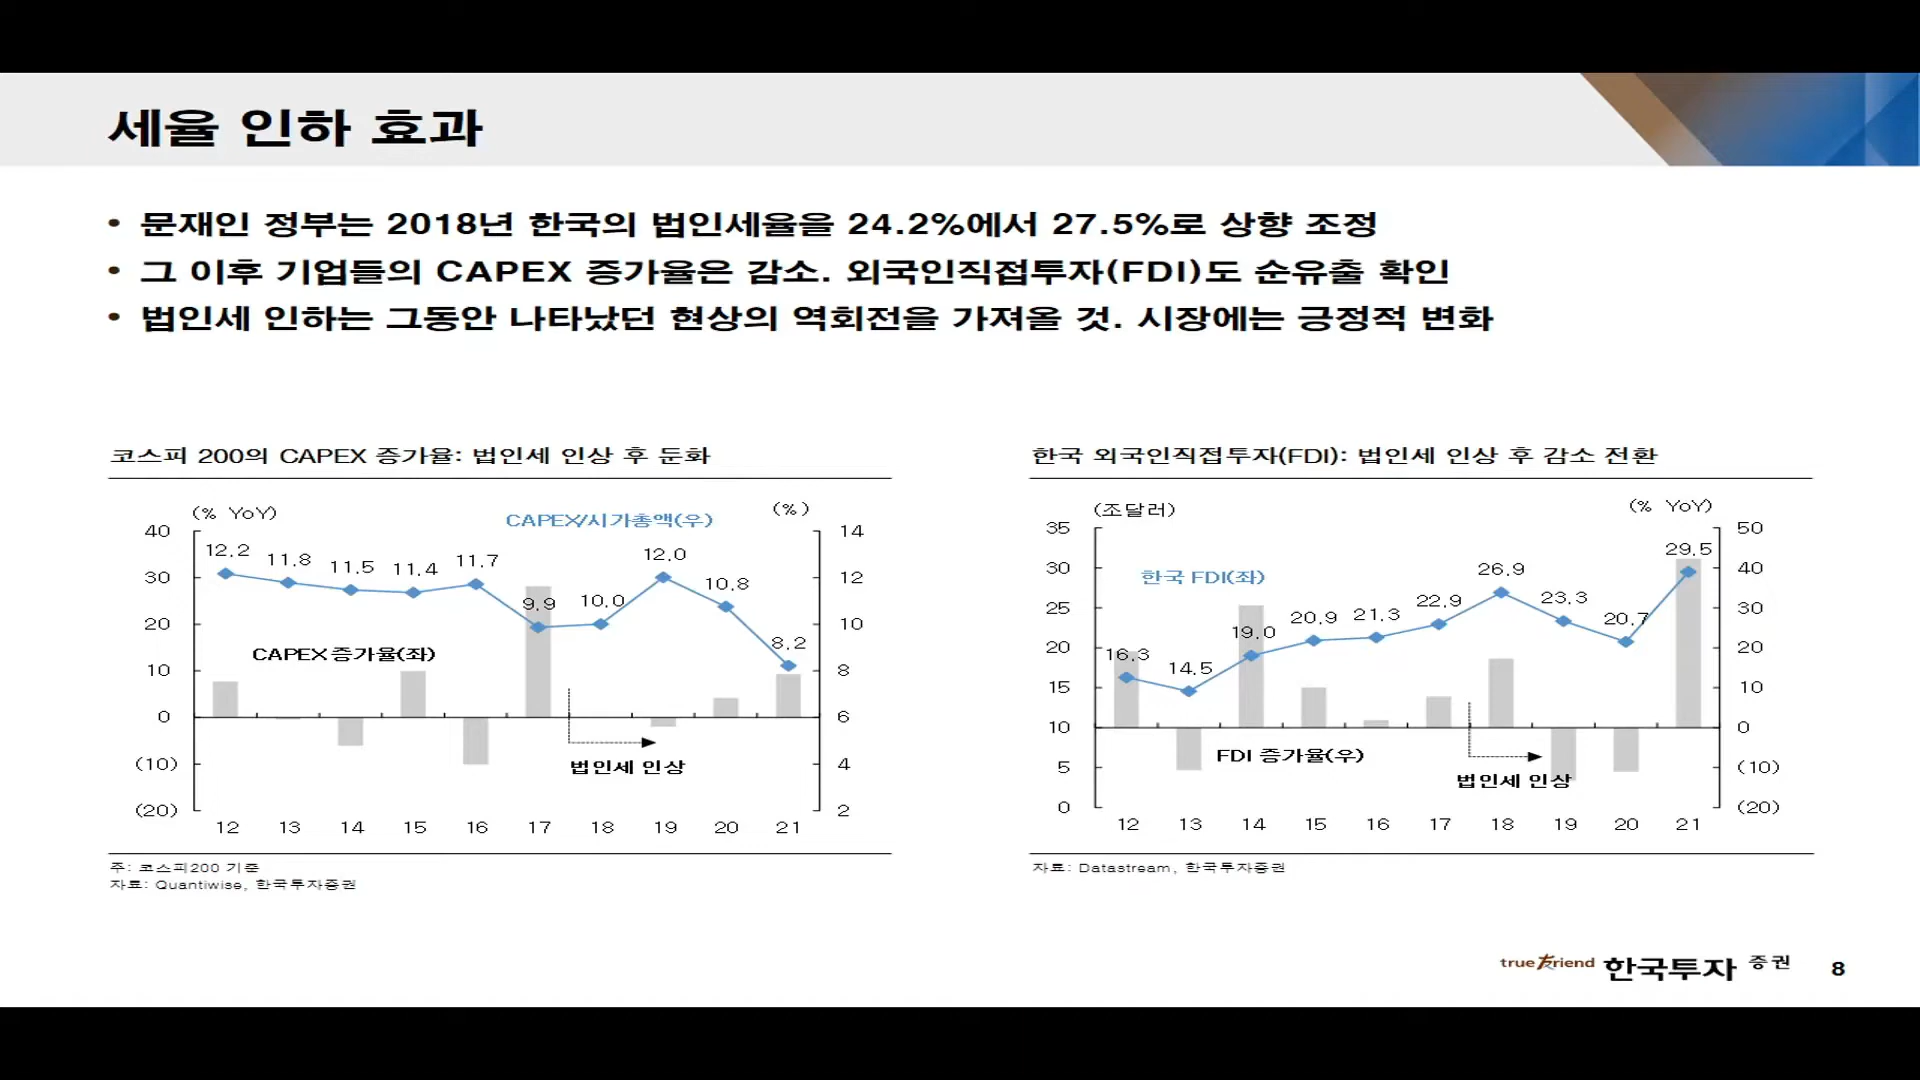 세율 인하 효과
• 문재인 정부는 2018년 한국의 법인세율을 24.2%에서 27.5%로 상향 조정
• 그 이후 기업들의 CAPEX 증가율은 감소. 외국인직접투자(FDI)도 순유출 확인
• 법인세 인하는 그동안 나타났던 현상의 역회전을 가져올 것. 시장에는 긍정적 변화
코스피 200의 CAPEX 증가율: 법인세 인상 후 둔화
(% YoY)
CAPEX/시가총액(우)
(%)
40
30
20
10
0
(10)
(20)
12.2
11.8
11.5
11.4
11.7
9.9
10.0
12.0
10.8
8.2
CAPEX 증가율(좌)
법인세 인상
14
12
10
8
6
4
2
12 13 14 15 16 17 18 19 20 21
주: 코스피200 기준
자료: Quantiwise, 한국투자증권
한국 외국인직접투자(FDI): 법인세 인상 후 감소 전환
(조달러)
(% YoY)
35
30
25
20
15
10
5
0
한국 FDI(좌)
16.3
14.5
19.0
20.9
21.3
22.9
26.9
23.3
20.7
29.5
FDI 증가율(우)
법인세 인상
50
40
30
20
10
0
(10)
(20)
12 13 14 15 16 17 18 19 20 21
자료: Datastream, 한국투자증권
true友riend 한국투자 증권
8